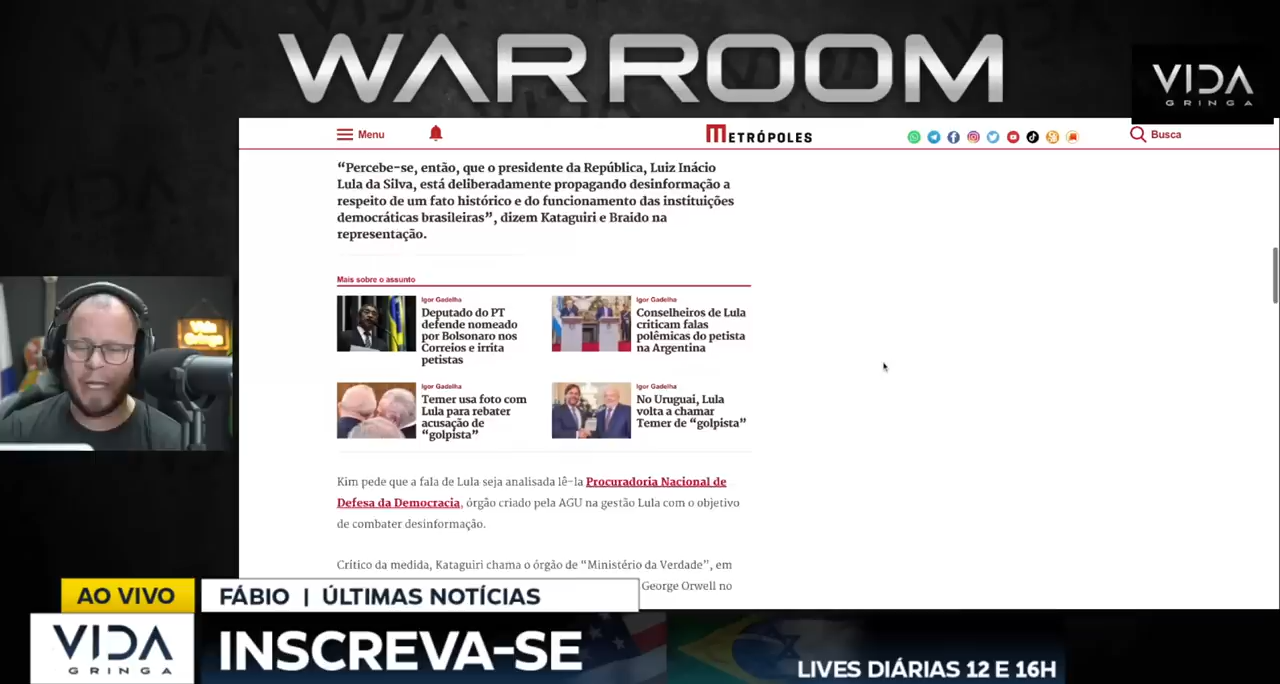 WARROOM
VIDA
GRINGA
Menu
METRÓPOLES
Busca
“Percebe-se, então, que o presidente da República, Luiz Inácio
Lula da Silva, está deliberadamente propagando desinformação a
respeito de um fato histórico e do funcionamento das instituições
democráticas brasileiras”, dizem Kataguiri e Braido na
representação.
Mais sobre o assunto
Igor Gadelha
Deputado do PT
defende nomeado
por Bolsonaro nos
Correios e irrita
petistas
Igor Gadelha
Conselheiros de Lula
criticam falas
polêmicas do petista
na Argentina
Igor Gadelha
Temer usa foto com
Lula para rebater
acusação de
“golpista”
Igor Gadelha
No Uruguai, Lula
volta a chamar
Temer de “golpista”
Kim pede que a fala de Lula seja analisada lê-la Procuradoria Nacional de
Defesa da Democracia, órgão criado pela AGU na gestão Lula com o objetivo
de combater desinformação.
Crítico da medida, Kataguiri chama o órgão de “Ministério da Verdade”, em
George Orwell no
Vida
Gringa
AO VIVO
FÁBIO | ÚLTIMAS NOTÍCIAS
VIDA
GRINGA
INSCREVA-SE
LIVES DIÁRIAS 12 E 16H